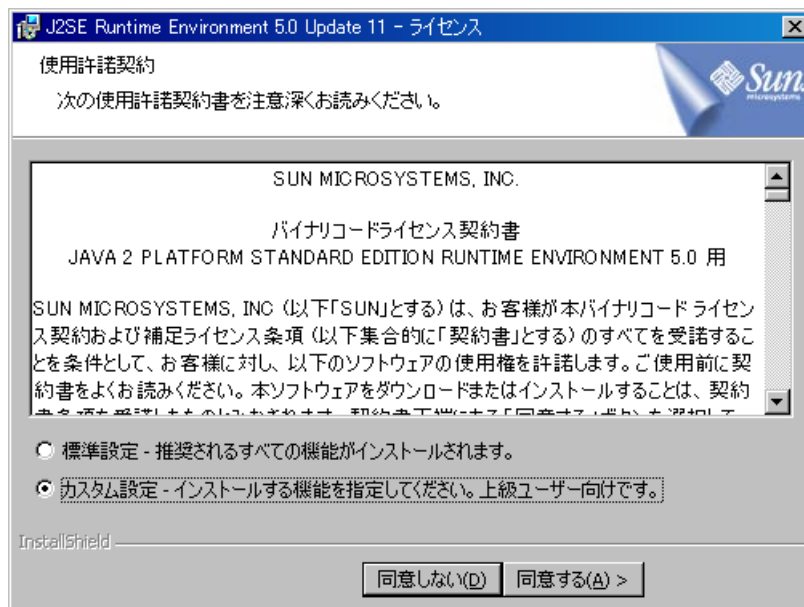 J2SE Runtime Environment 5.0 Update 11 - ライセンス
使用許諾契約
次の使用許諾契約書を注意深くお読みください。
Sun
microsystems
SUN MICROSYSTEMS, INC.
バイナリコードライセンス契約書
JAVA 2 PLATFORM STANDARD EDITION RUNTIME ENVIRONMENT 5.0 用
SUN MICROSYSTEMS, INC (以下「SUN」とする) は、お客様が本バイナリコード ライセン
ス契約および補足ライセンス条項 (以下集合的に「契約書」とする) のすべてを受諾するこ
とを条件として、お客様に対し、以下のソフトウェアの使用権を許諾します。ご使用前に契
約書をよくお読みください。本ソフトウェアをダウンロードまたはインストールすることは、契約
標準設定 - 推奨されるすべての機能がインストールされます。
カスタム設定 - インストールする機能を指定してください。上級ユーザー向けです。
InstallShield
同意しない(D)
同意する(A) >